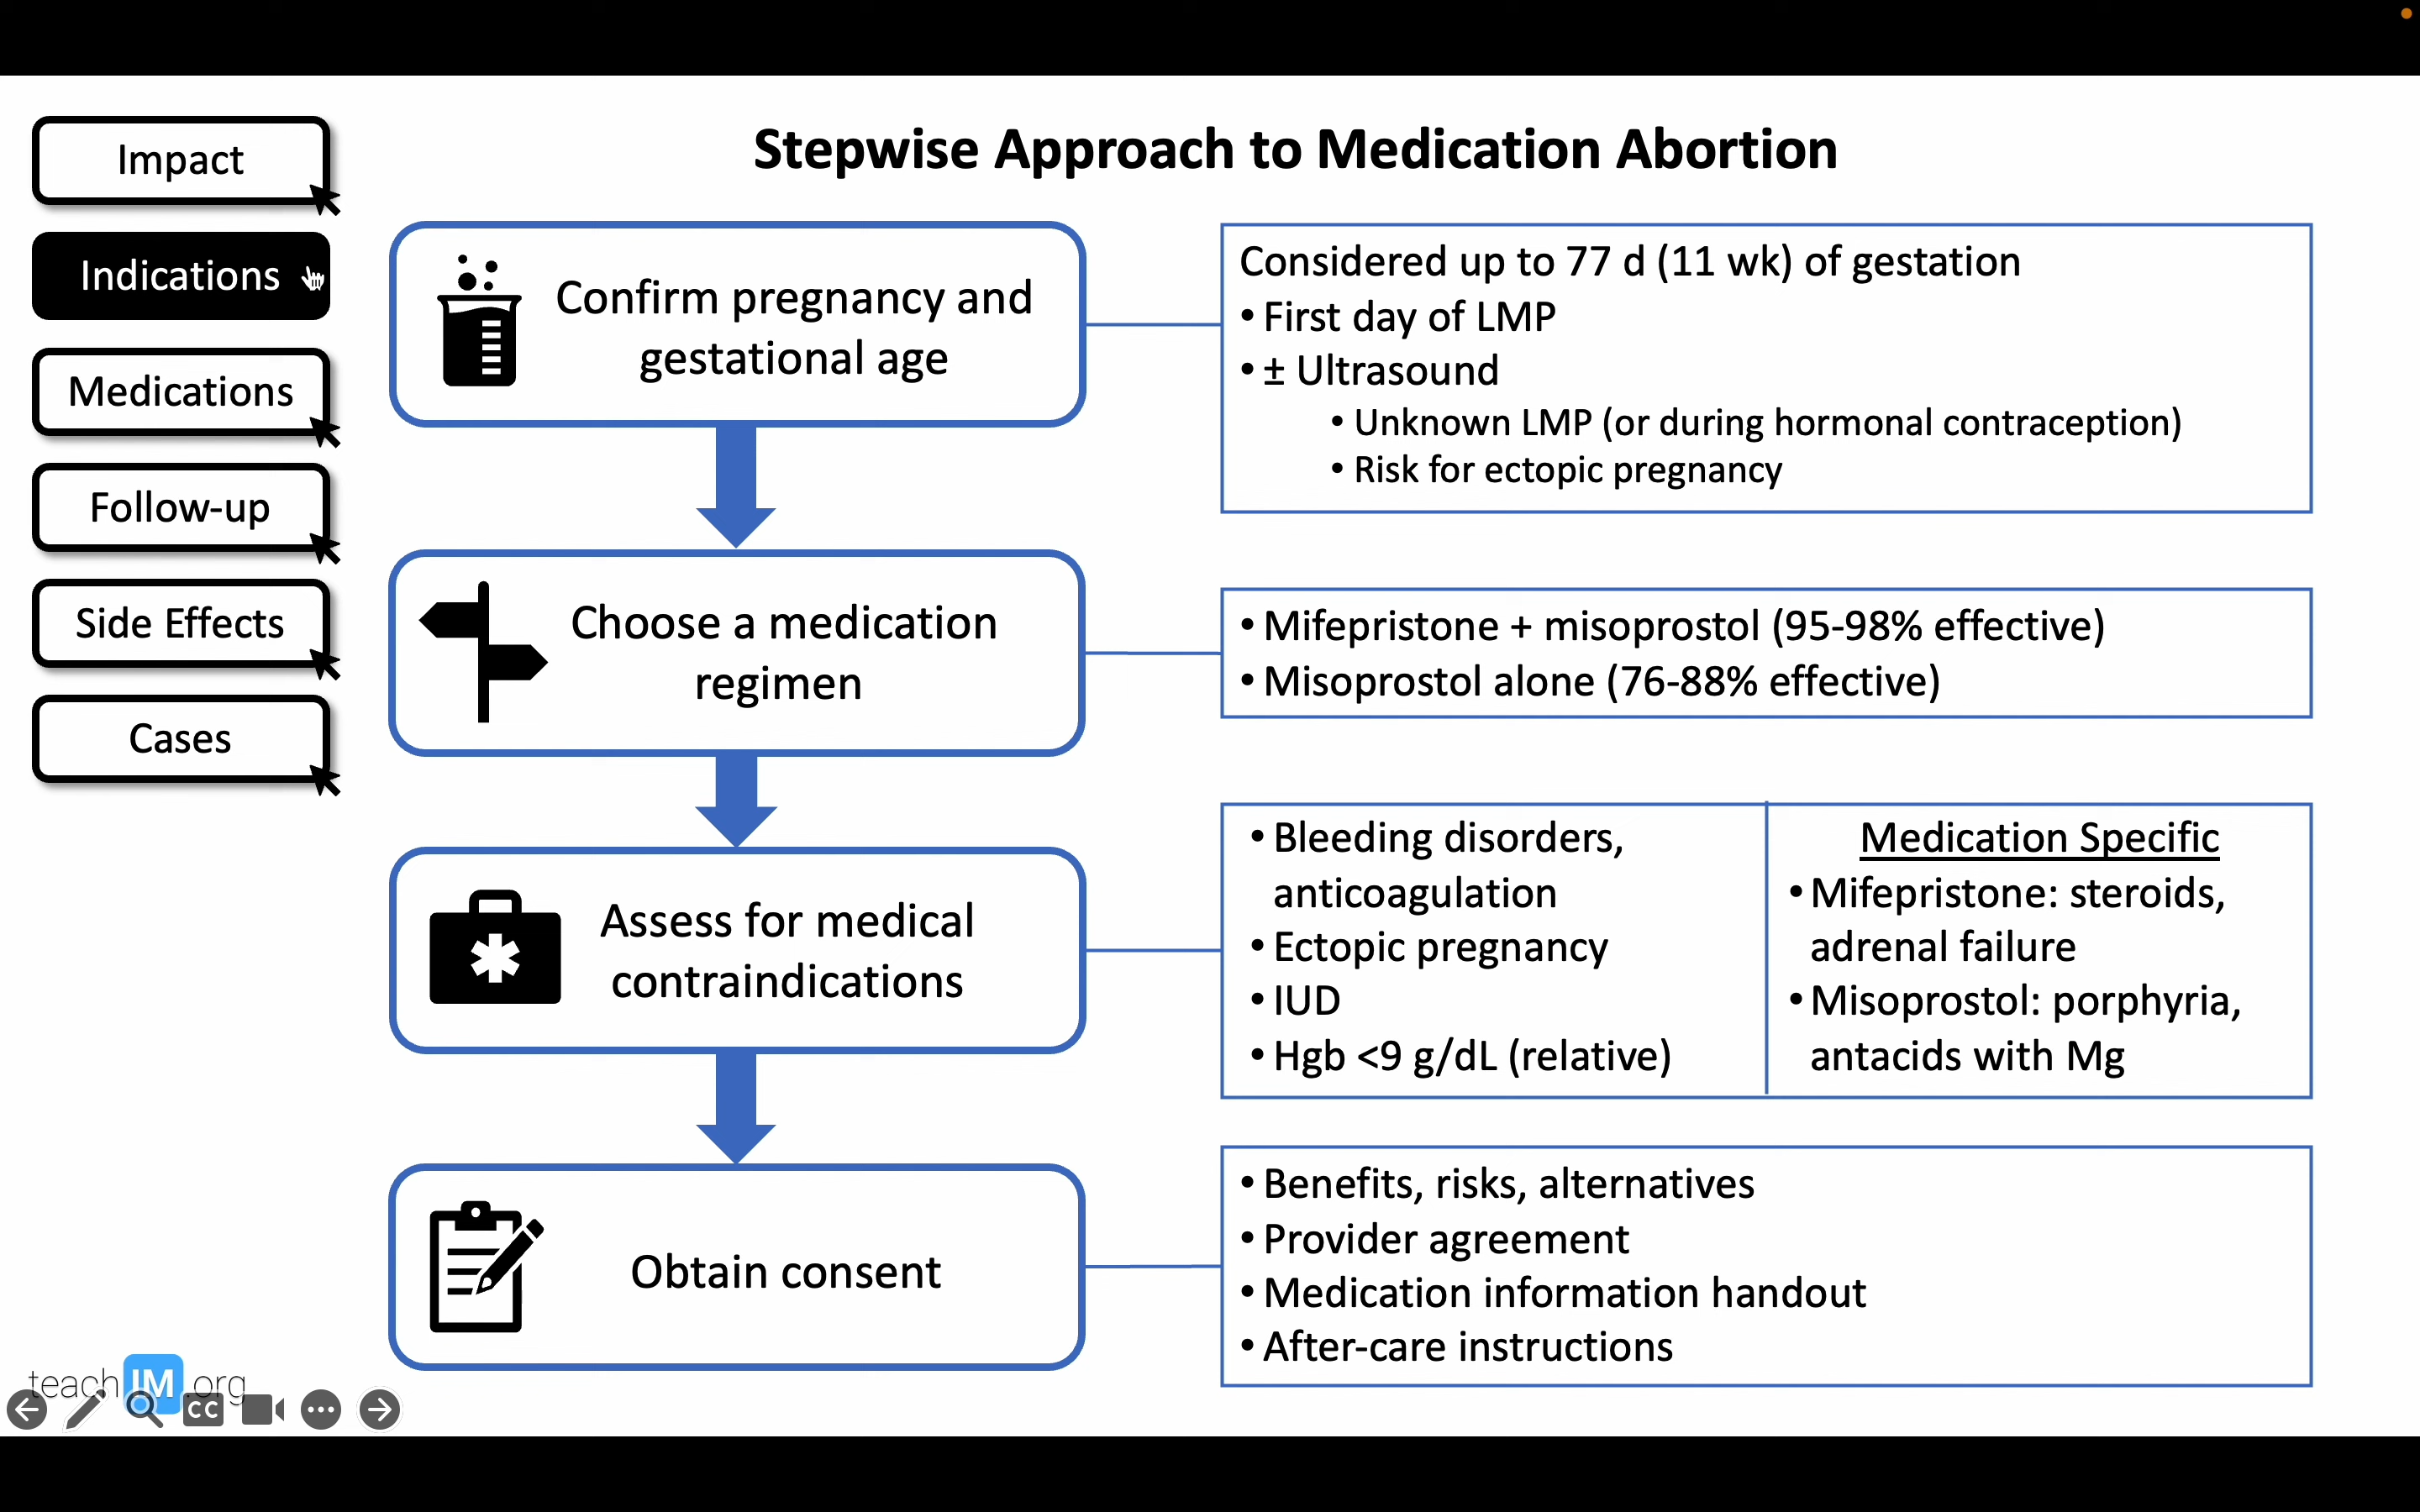 Stepwise Approach to Medication Abortion
Impact
Indications
Medications
Follow-up
Side Effects
Cases
Confirm pregnancy and
gestational age
Considered up to 77 d (11 wk) of gestation
• First day of LMP
• ± Ultrasound
• Unknown LMP (or during hormonal contraception)
• Risk for ectopic pregnancy
Choose a medication
regimen
• Mifepristone + misoprostol (95-98% effective)
• Misoprostol alone (76-88% effective)
Assess for medical
contraindications
• Bleeding disorders,
anticoagulation
• Ectopic pregnancy
• IUD
• Hgb <9 g/dL (relative)
Medication Specific
• Mifepristone: steroids,
adrenal failure
• Misoprostol: porphyria,
antacids with Mg
Obtain consent
• Benefits, risks, alternatives
• Provider agreement
• Medication information handout
• After-care instructions
teachIM.org
CC